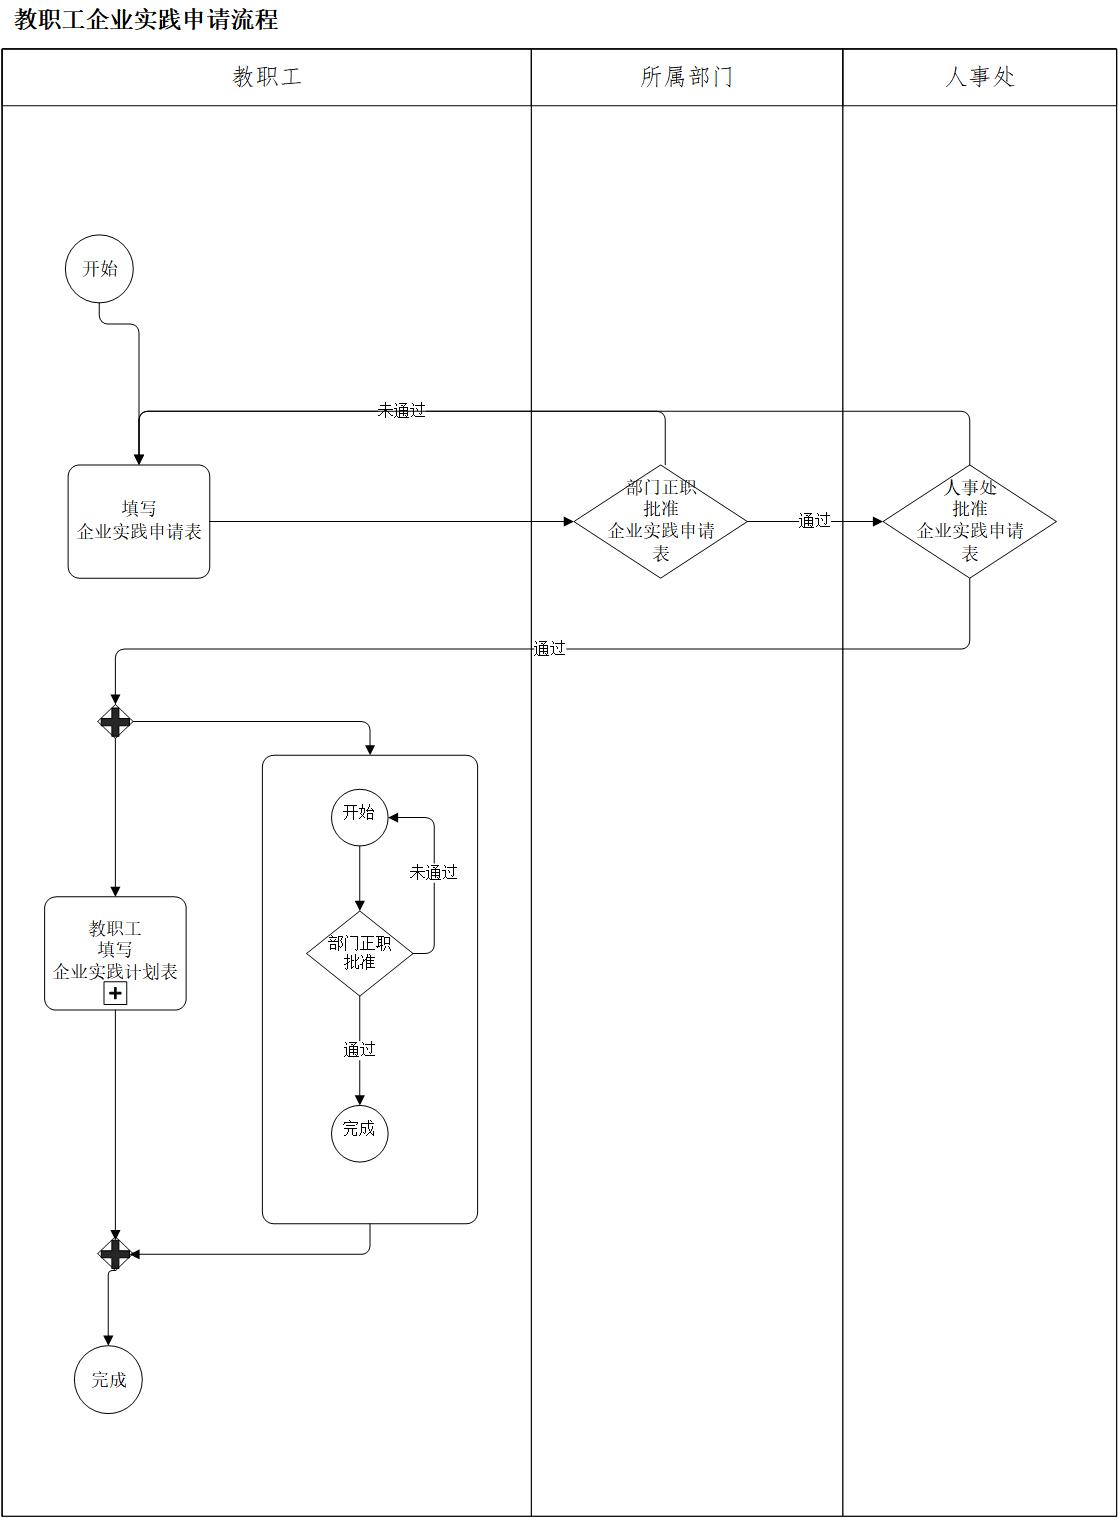 教职工企业实践申请流程
教职工
所属部门
人事处
开始
未通过
填写
企业实践申请表
部门正职
批准
企业实践申请
表
通过
人事处
批准
企业实践申请
表
通过
开始
未通过
教职工
填写
企业实践计划表
部门正职
批准
通过
完成
完成